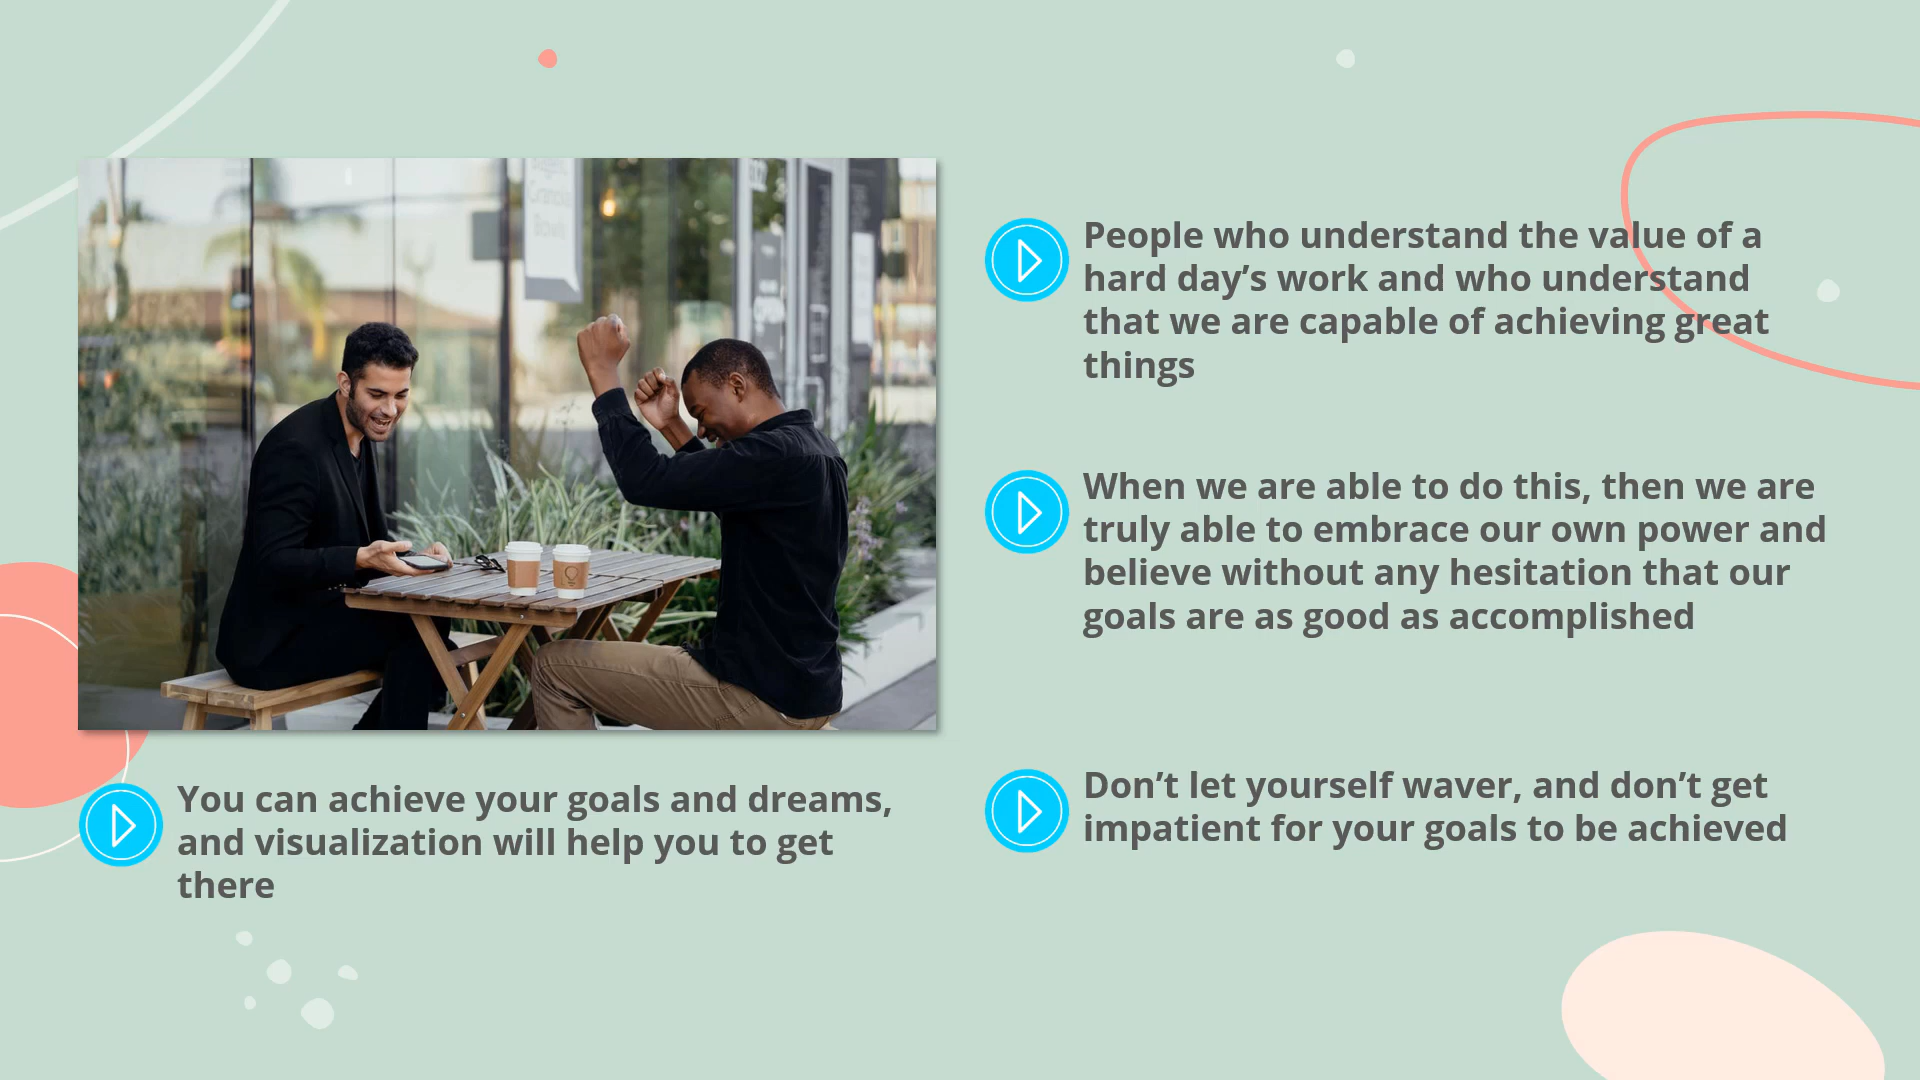 People who understand the value of a
hard day’s work and who understand
that we are capable of achieving great
things
When we are able to do this, then we are
truly able to embrace our own power and
believe without any hesitation that our
goals are as good as accomplished
You can achieve your goals and dreams,
and visualization will help you to get
there
Don’t let yourself waver, and don’t get
impatient for your goals to be achieved